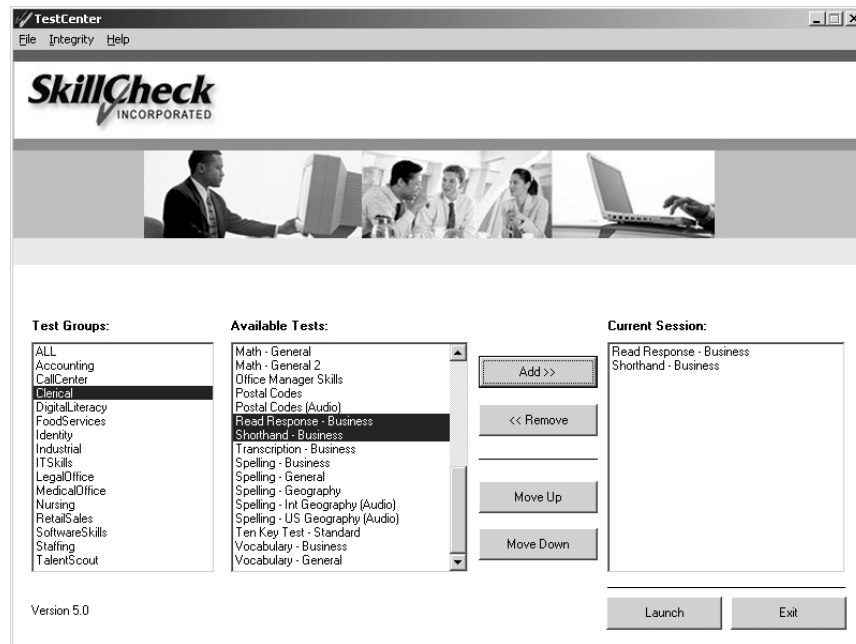 TestCenter
File Integrity Help
SkillCheck
INCORPORATED
Test Groups:
ALL
Accounting
CallCenter
Clerical
DigitalLiteracy
FoodServices
Identity
Industrial
ITSkills
LegalOffice
MedicalOffice
Nursing
RetailSales
SoftwareSkills
Staffing
TalentScout
Available Tests:
Math - General
Math - General 2
Office Manager Skills
Postal Codes
Postal Codes (Audio)
Read Response - Business
Shorthand - Business
Transcription - Business
Spelling - Business
Spelling - General
Spelling - Geography
Spelling - Int Geography (Audio)
Spelling - US Geography (Audio)
Ten Key Test - Standard
Vocabulary - Business
Vocabulary - General
Add >>
<< Remove
Move Up
Move Down
Current Session:
Read Response - Business
Shorthand - Business
Version 5.0
Launch
Exit